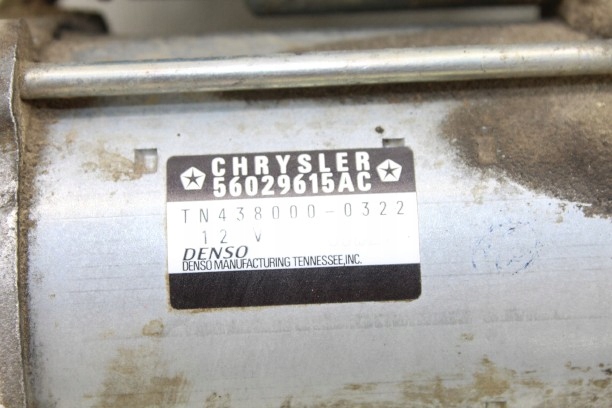 CHRYSLER
56029615AC
TN438000-0322
12 V
DENSO
DENSO MANUFACTURING TENNESSEE,INC.